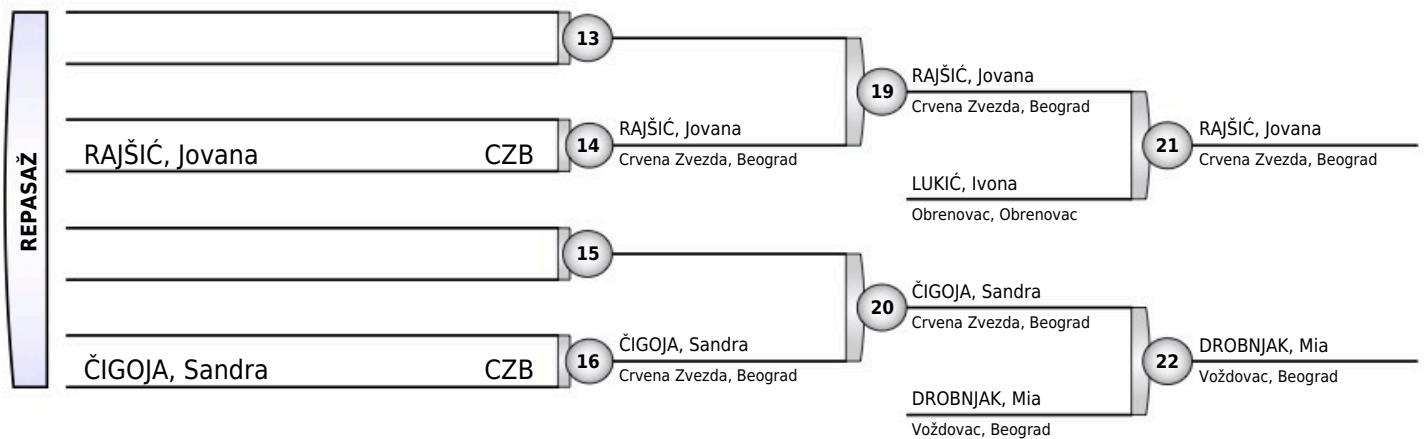 REPASAŽ
13
RAJŠIĆ, Jovana CZB
14
RAJŠIĆ, Jovana
Crvena Zvezda, Beograd
19
RAJŠIĆ, Jovana
Crvena Zvezda, Beograd
LUKIĆ, Ivona
Obrenovac, Obrenovac
21
RAJŠIĆ, Jovana
Crvena Zvezda, Beograd
15
ČIGOJA, Sandra CZB
16
ČIGOJA, Sandra
Crvena Zvezda, Beograd
20
ČIGOJA, Sandra
Crvena Zvezda, Beograd
DROBNJAK, Mia
Voždovac, Beograd
22
DROBNJAK, Mia
Voždovac, Beograd